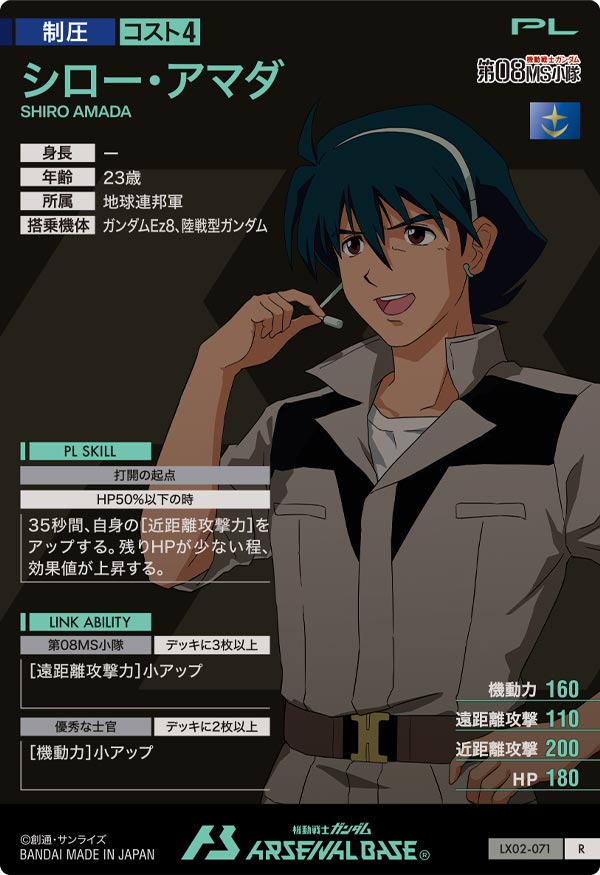 制圧 コスト4
PL
シロー・アマダ
SHIRO AMADA
機動戦士ガンダム
第08MS小隊
身長 ―
年齢 23歳
所属 地球連邦軍
搭乗機体 ガンダムEz8、陸戦型ガンダム
PL SKILL
打開の起点
HP50%以下の時
35秒間、自身の［近距離攻撃力］を
アップする。残りHPが少ない程、
効果値が上昇する。
LINK ABILITY
第08MS小隊 デッキに3枚以上
［遠距離攻撃力］小アップ
優秀な士官 デッキに2枚以上
［機動力］小アップ
機動力 160
遠距離攻撃 110
近距離攻撃 200
HP 180
©創通・サンライズ
BANDAI MADE IN JAPAN
機動戦士ガンダム
ARSENAL BASE®
LX02-071 R